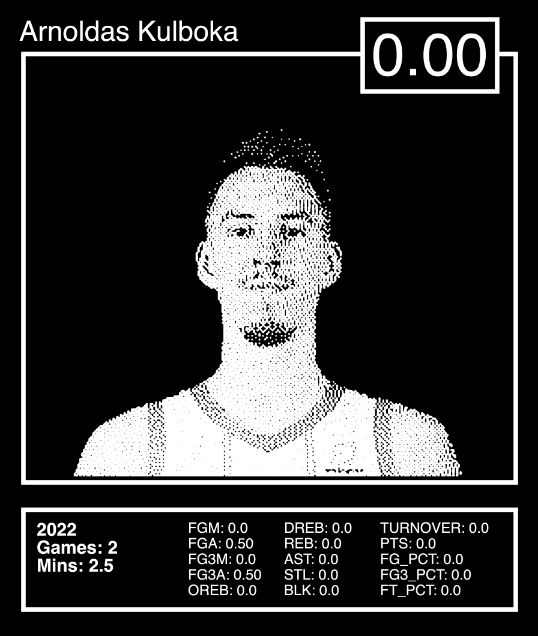 Arnoldas Kulboka
0.00
2022
Games: 2
Mins: 2.5
FGM: 0.0
FGA: 0.50
FG3M: 0.0
FG3A: 0.50
OREB: 0.0
DREB: 0.0
REB: 0.0
AST: 0.0
STL: 0.0
BLK: 0.0
TURNOVER: 0.0
PTS: 0.0
FG_PCT: 0.0
FG3_PCT: 0.0
FT_PCT: 0.0